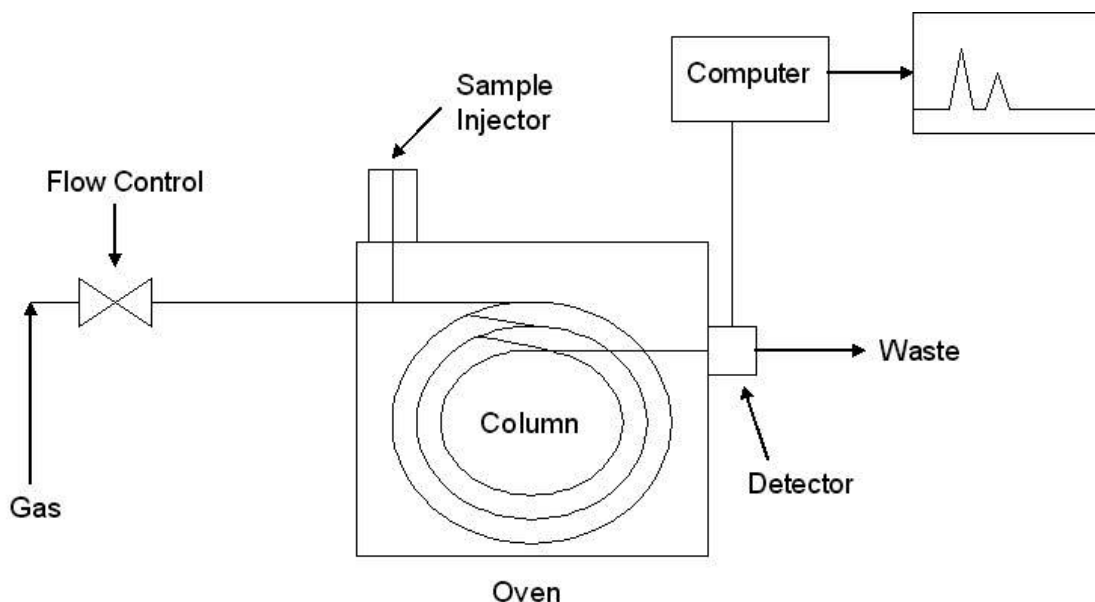 Computer
Sample
Injector
Flow Control
Waste
Column
Detector
Gas
Oven